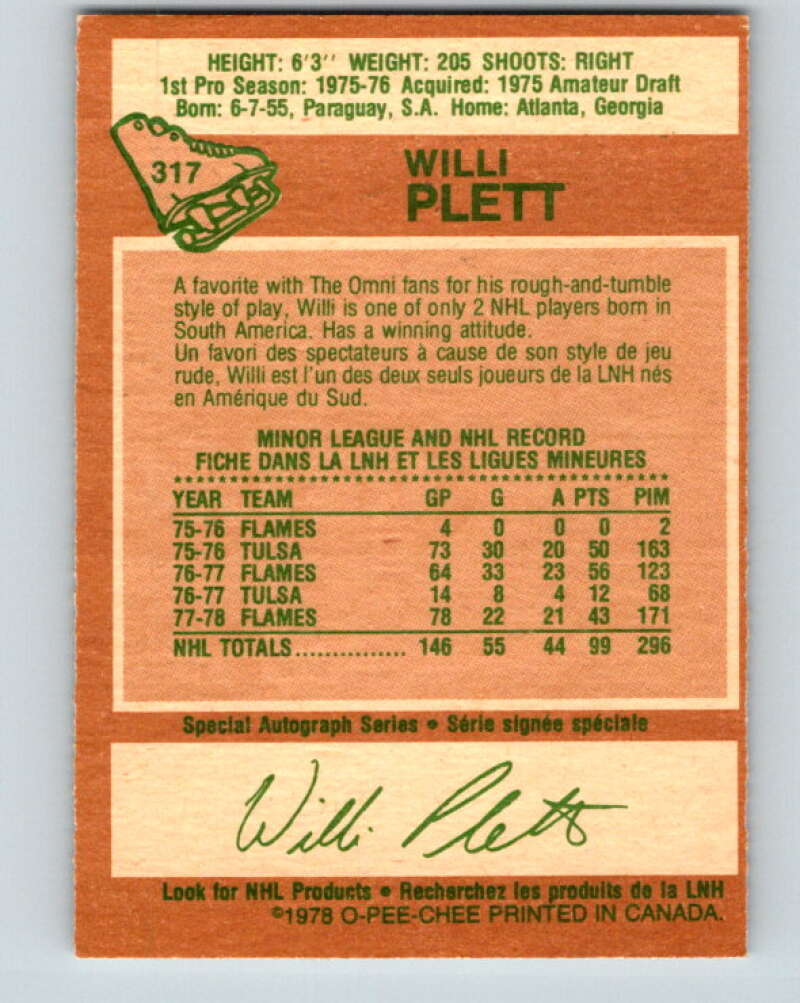 HEIGHT: 6'3'' WEIGHT: 205 SHOOTS: RIGHT
1st Pro Season: 1975-76 Acquired: 1975 Amateur Draft
Born: 6-7-55, Paraguay, S.A. Home: Atlanta, Georgia
317
WILLI
PLETT
A favorite with The Omni fans for his rough-and-tumble
style of play, Willi is one of only 2 NHL players born in
South America. Has a winning attitude.
Un favori des spectateurs à cause de son style de jeu
rude, Willi est l'un des deux seuls joueurs de la LNH nés
en Amérique du Sud.
MINOR LEAGUE AND NHL RECORD
FICHE DANS LA LNH ET LES LIGUES MINEURES
YEAR TEAM GP G A PTS PIM
75-76 FLAMES 4 0 0 0 2
75-76 TULSA 73 30 20 50 163
76-77 FLAMES 64 33 23 56 123
76-77 TULSA 14 8 4 12 68
77-78 FLAMES 78 22 21 43 171
NHL TOTALS............... 146 55 44 99 296
Special Autograph Series • Série signée spéciale
Willi Plett
Look for NHL Products • Recherchez les produits de la LNH
©1978 O-PEE-CHEE PRINTED IN CANADA.